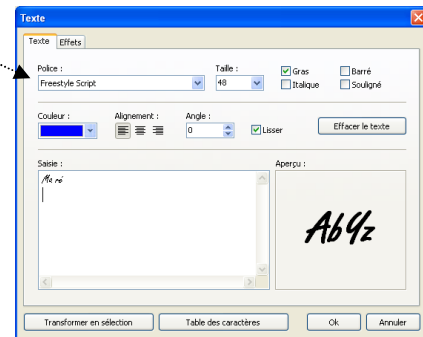 Texte
Texte Effets
Police : Taille :
Freestyle Script 48 Gras Barré
Italique Souligné
Couleur : Alignement : Angle :
0 Lisser Effacer le texte
Saisie : Aperçu :
Ma ré
AbYz
Transformer en sélection Table des caractères Ok Annuler